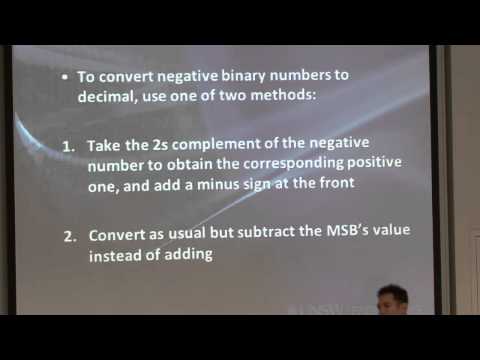 • To convert negative binary numbers to
decimal, use one of two methods:
1. Take the 2s complement of the negative
number to obtain the corresponding positive
one, and add a minus sign at the front
2. Convert as usual but subtract the MSB's value
instead of adding
UNSW